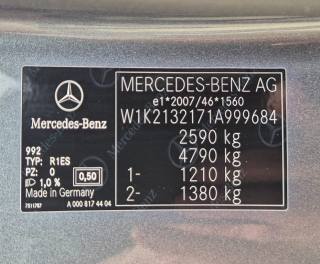 MERCEDES-BENZ AG
e1*2007/46*1560
W1K2132171A999684
2590 kg
4790 kg
1- 1210 kg
2- 1380 kg
Mercedes-Benz
992
TYP: R1ES
PZ: 0
1,0 % 0,50
Made in Germany
7511767 A 000 817 44 04